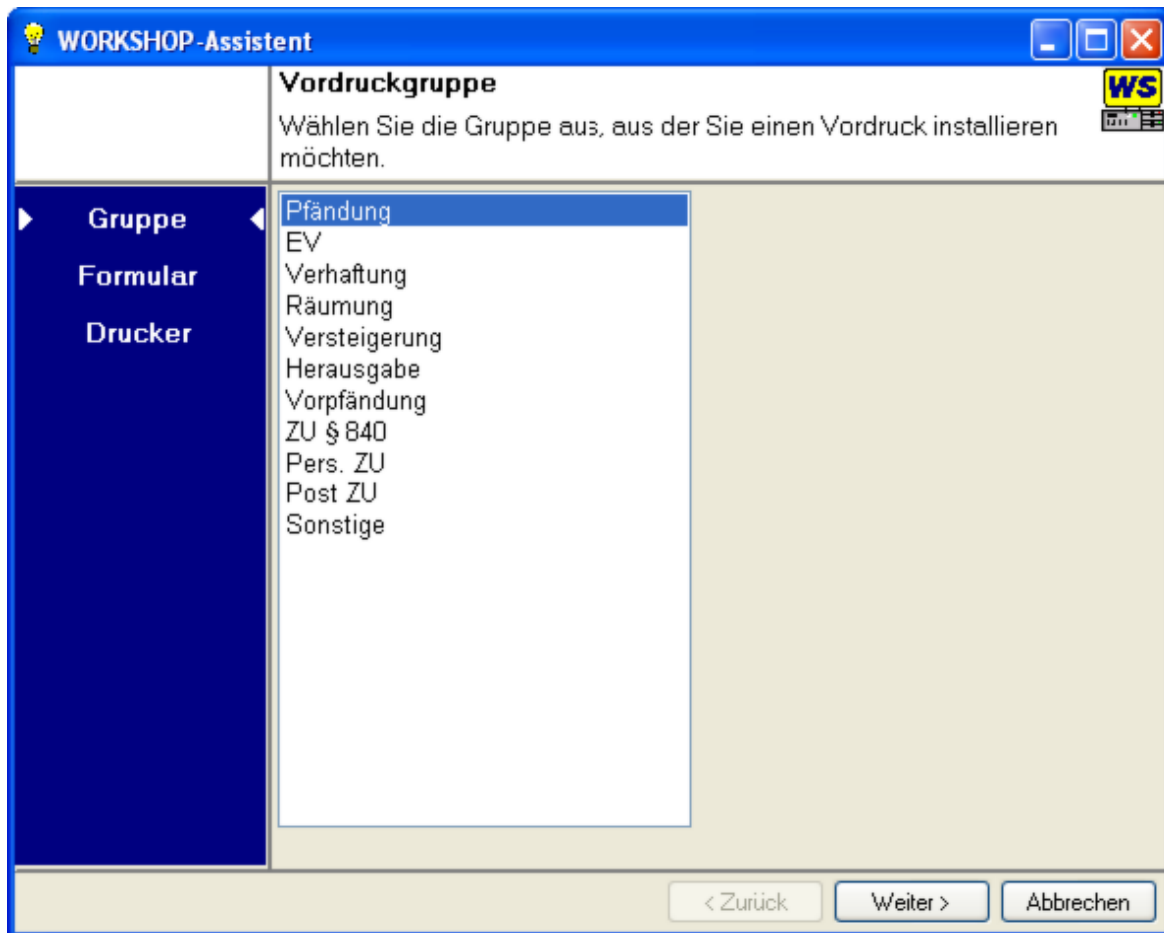 WORKSHOP-Assistent
Vordruckgruppe
WS
Wählen Sie die Gruppe aus, aus der Sie einen Vordruck installieren
möchten.
Gruppe
Formular
Drucker
Pfändung
EV
Verhaftung
Räumung
Versteigerung
Herausgabe
Vorpfändung
ZU § 840
Pers. ZU
Post ZU
Sonstige
< Zurück
Weiter >
Abbrechen